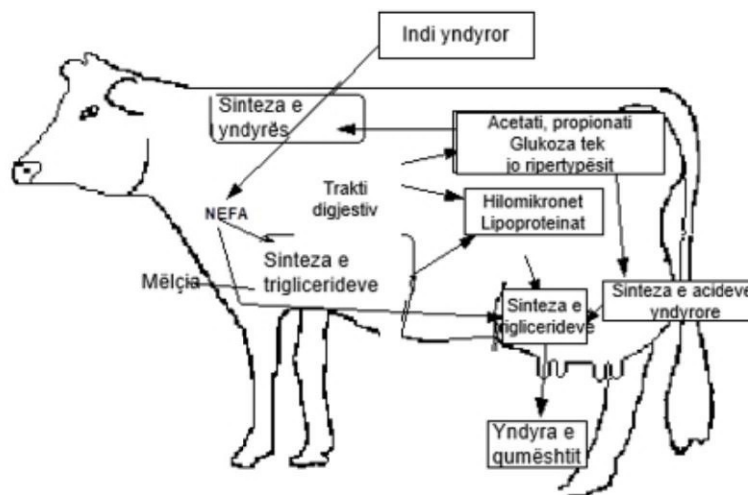 Indi yndyror
Sinteza e
yndyrës
Acetati, propionati
Glukoza tek
jo ripertypësit
Trakti
digjestiv
NEFA
Hilomikronet
Lipoproteinat
Sinteza e
triglicerideve
Mëlçia
Sinteza e
triglicerideve
Sinteza e acideve
yndyrore
Yndyra e
qumështit